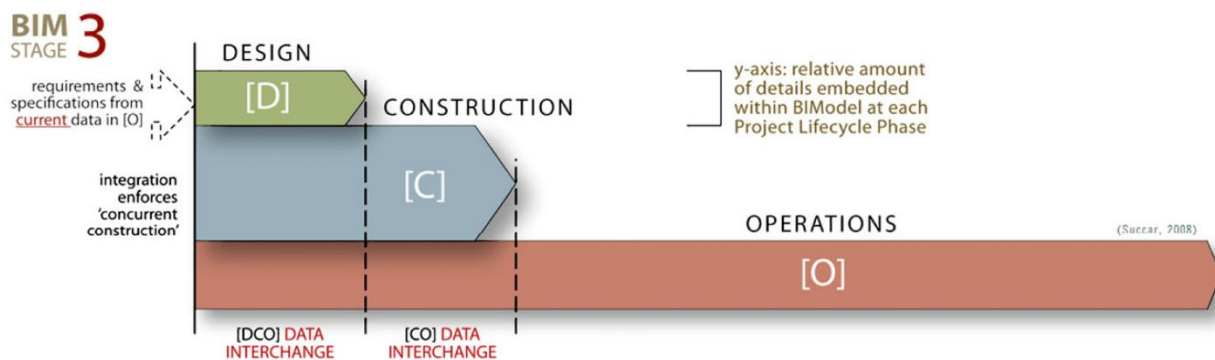 BIM
STAGE 3
DESIGN
requirements &
specifications from
current data in [O]
[D]
y-axis: relative amount
of details embedded
within BIModel at each
Project Lifecycle Phase
CONSTRUCTION
integration
enforces
'concurrent
construction'
[C]
OPERATIONS
(Succar, 2008)
[O]
[DCO] DATA
INTERCHANGE
[CO] DATA
INTERCHANGE